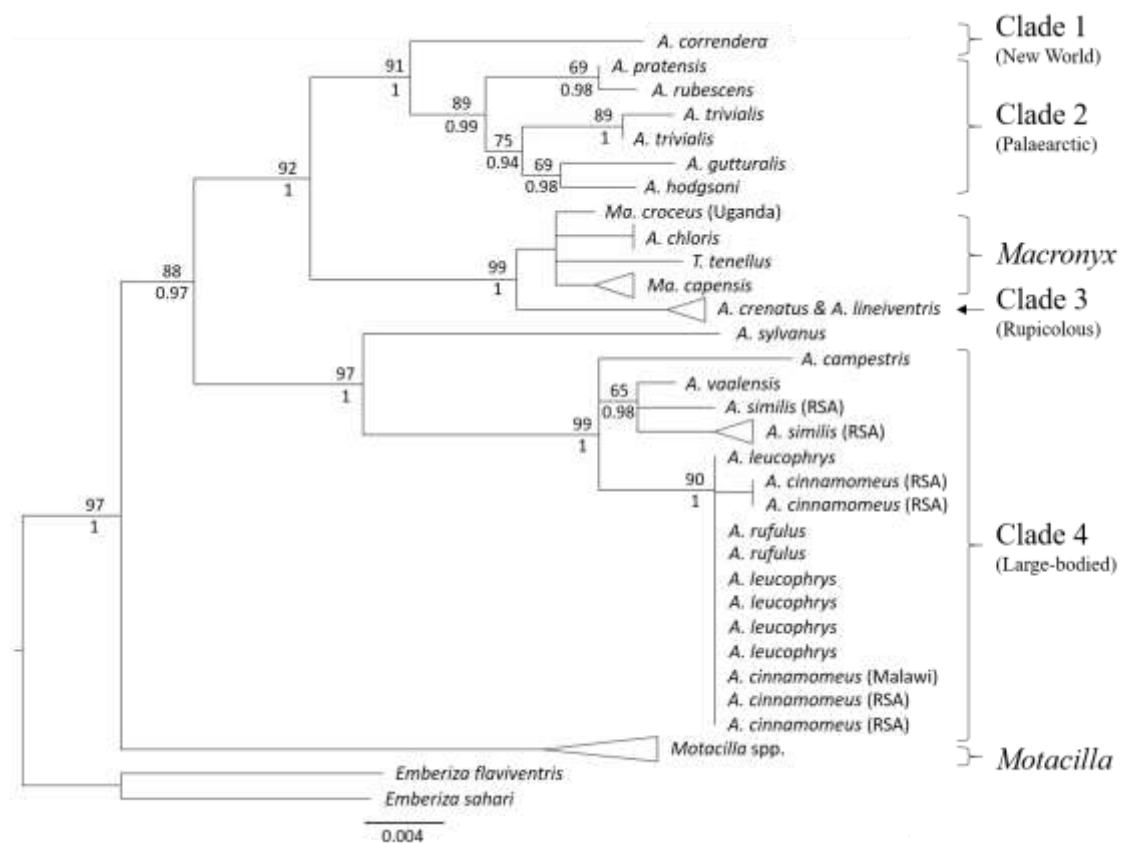 Clade 1
(New World)
A. correndera
91
1
A. pratensis
69
0.98
A. rubescens
89
0.99
Clade 2
(Palaearctic)
89
1
A. trivialis
A. trivialis
75
0.94
A. gutturalis
69
0.98
A. hodgsoni
92
1
Ma. croceus (Uganda)
A. chloris
Macronyx
T. tenellus
99
1
Ma. capensis
88
0.97
A. crenatus & A. lineiventris
Clade 3
(Rupicolous)
A. sylvanus
97
1
A. campestris
A. vaalensis
65
0.98
A. similis (RSA)
A. similis (RSA)
99
1
A. leucophrys
A. cinnamomeus (RSA)
90
1
A. cinnamomeus (RSA)
97
1
A. rufulus
Clade 4
(Large-bodied)
A. rufulus
A. leucophrys
A. leucophrys
A. leucophrys
A. leucophrys
A. cinnamomeus (Malawi)
A. cinnamomeus (RSA)
A. cinnamomeus (RSA)
Motacilla spp.
Motacilla
Emberiza flaviventris
Emberiza sahari
0.004